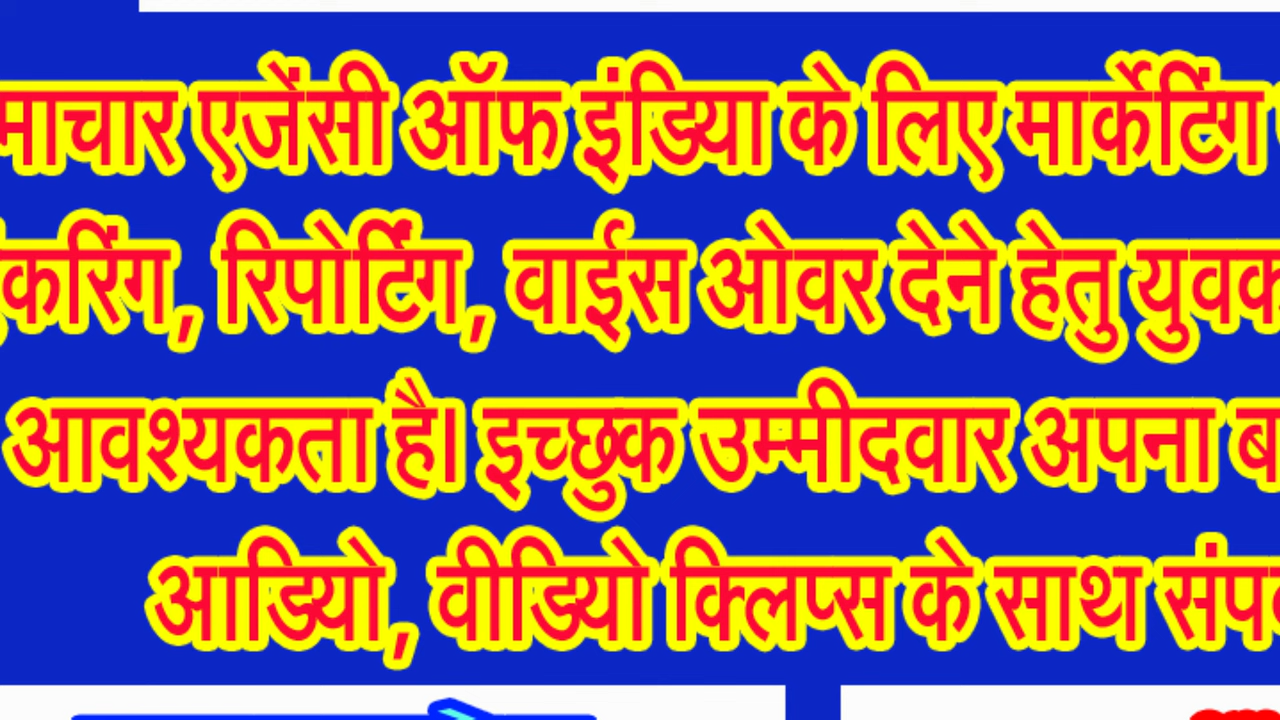 माचार एजेंसी ऑफ इंडिया के लिए मार्केटिंग
करिंग, रिपोर्टिंग, वाईस ओवर देने हेतु युवक
आवश्यकता है। इच्छुक उम्मीदवार अपना ब
आडियो, वीडियो क्लिप्स के साथ संप